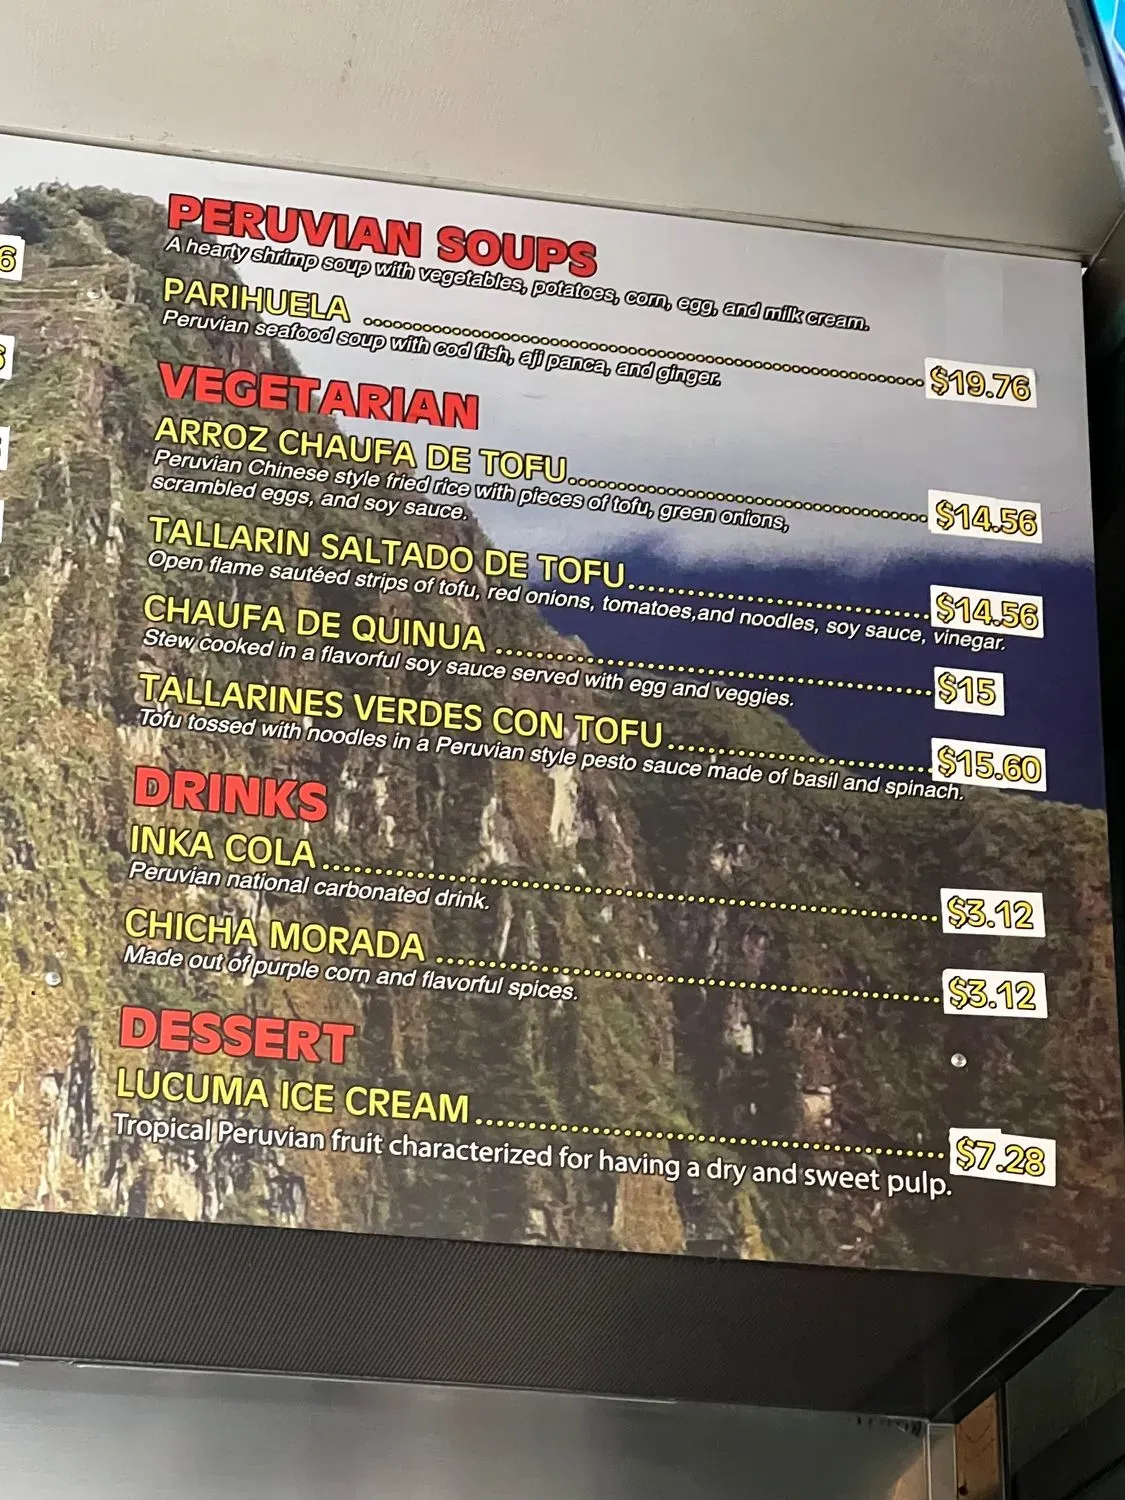 PERUVIAN SOUPS
A hearty shrimp soup with vegetables, potatoes, corn, egg, and milk cream.
PARIHUELA ........ $19.76
Peruvian seafood soup with cod fish, aji panca, and ginger.
VEGETARIAN
ARROZ CHAUFA DE TOFU........ $14.56
Peruvian Chinese style fried rice with pieces of tofu, green onions,
scrambled eggs, and soy sauce.
TALLARIN SALTADO DE TOFU........ $14.56
Open flame sautéed strips of tofu, red onions, tomatoes,and noodles, soy sauce, vinegar.
CHAUFA DE QUINUA ........ $15
Stew cooked in a flavorful soy sauce served with egg and veggies.
TALLARINES VERDES CON TOFU........ $15.60
Tofu tossed with noodles in a Peruvian style pesto sauce made of basil and spinach.
DRINKS
INKA COLA ........ $3.12
Peruvian national carbonated drink.
CHICHA MORADA ........ $3.12
Made out of purple corn and flavorful spices.
DESSERT
LUCUMA ICE CREAM ........ $7.28
Tropical Peruvian fruit characterized for having a dry and sweet pulp.